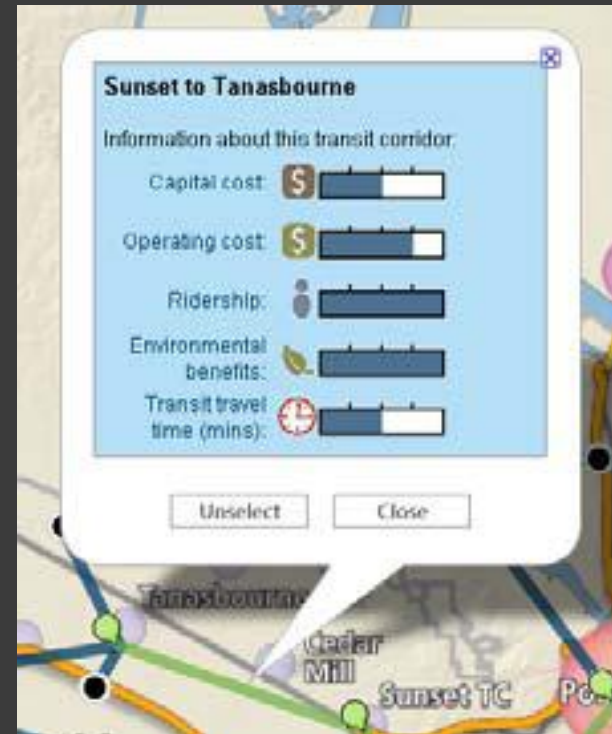 Sunset to Tanasbourne
Information about this transit corridor:
Capital cost:
$
Operating cost:
$
Ridership:
Environmental
benefits:
Transit travel
time (mins):
Unselect
Close
Tanasbourne
Cedar
Mill
Sunset TC